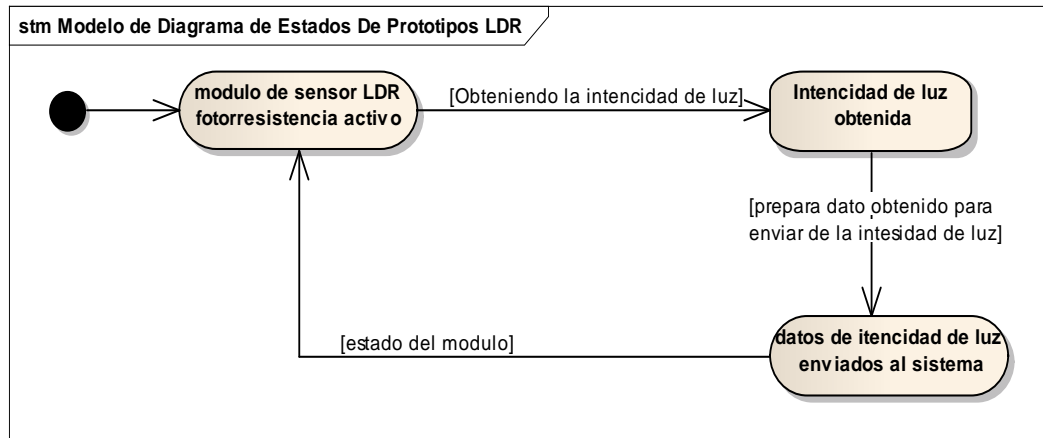 stm Modelo de Diagrama de Estados De Prototipos LDR
modulo de sensor LDR
fotorresistencia activo
[Obteniendo la intencidad de luz]
Intencidad de luz
obtenida
[prepara dato obtenido para
enviar de la intesidad de luz]
[estado del modulo]
datos de itencidad de luz
enviados al sistema